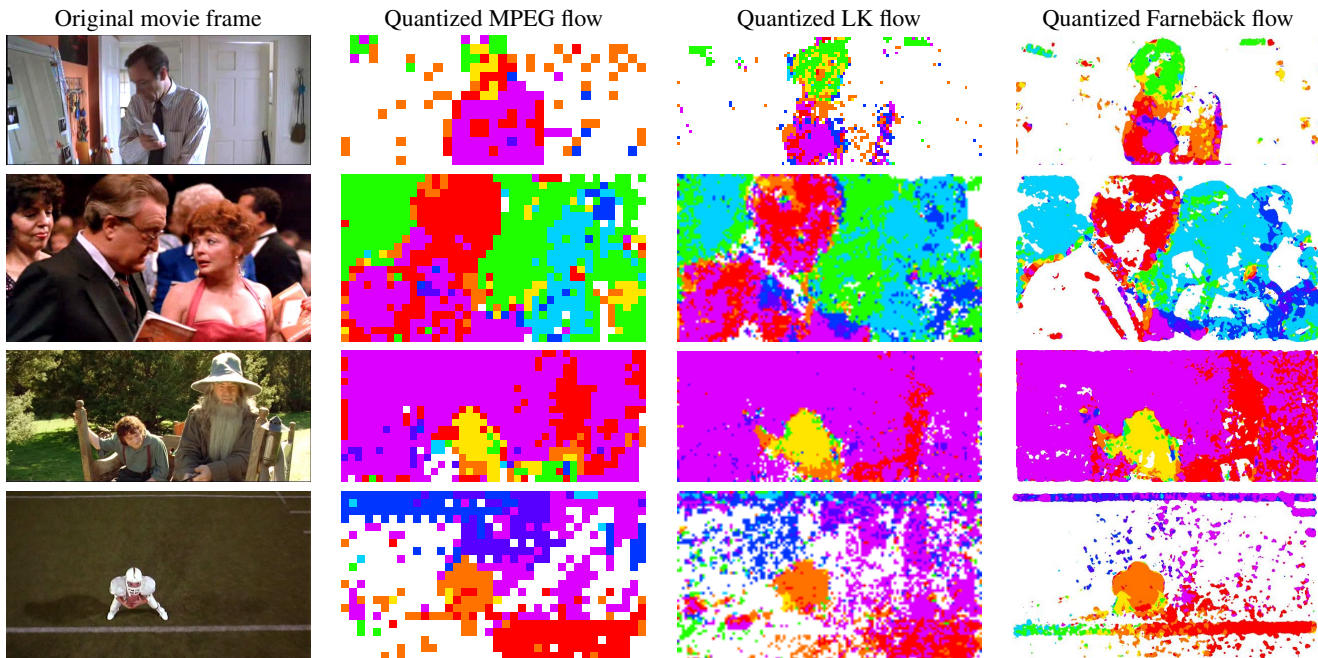 Original movie frame
Quantized MPEG flow
Quantized LK flow
Quantized Farnebäck flow